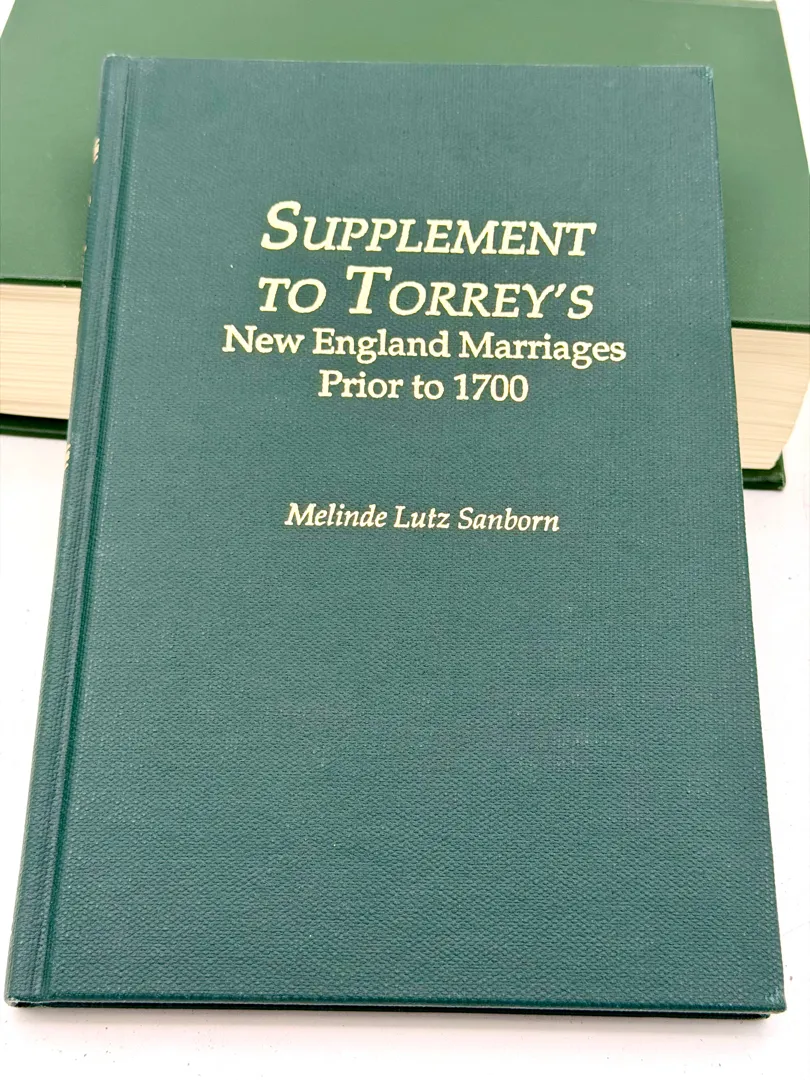 SUPPLEMENT
TO TORREY'S
New England Marriages
Prior to 1700
Melinde Lutz Sanborn